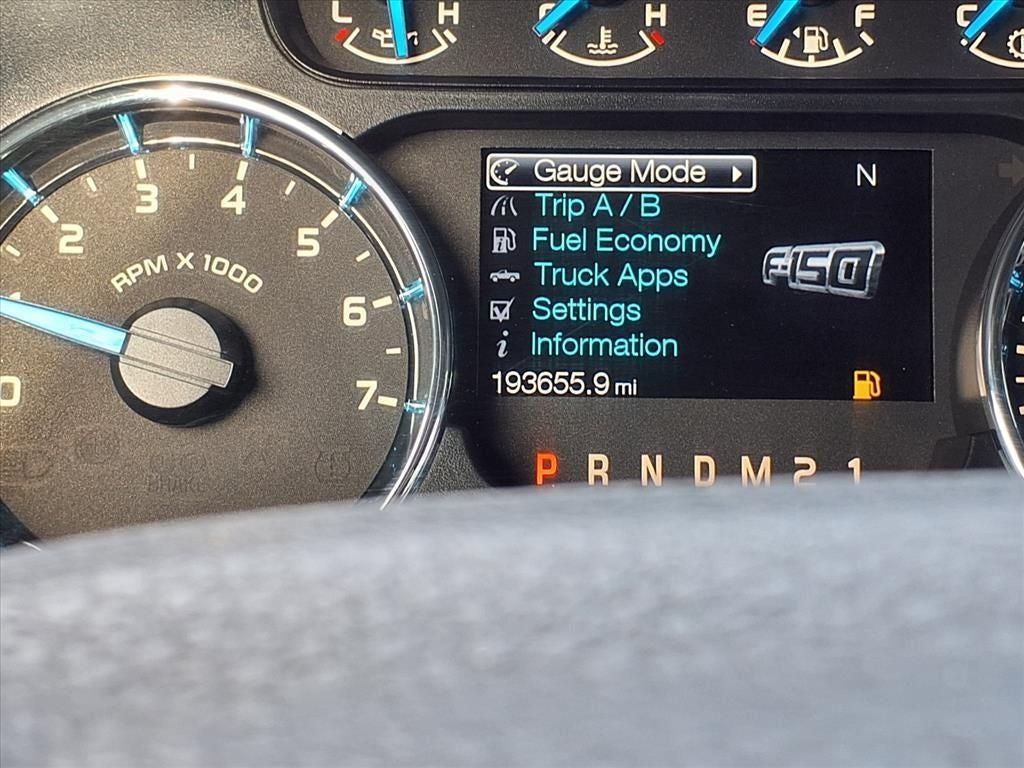 L H C H E F C
3 4
2 5
RPM X 1000
1 6
0 7
Gauge Mode N
Trip A / B
Fuel Economy
F-150
Truck Apps
Settings
i Information
193655.9 mi
P R N D M 2 1